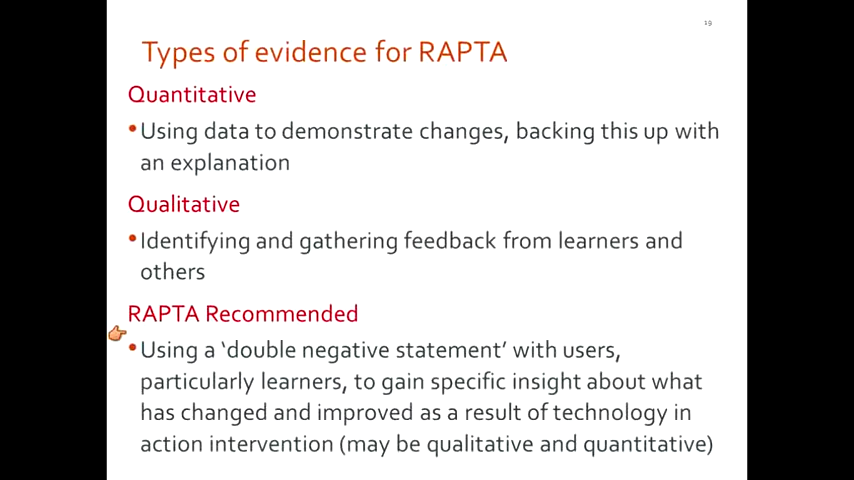 19
Types of evidence for RAPTA
Quantitative
•Using data to demonstrate changes, backing this up with
an explanation
Qualitative
•Identifying and gathering feedback from learners and
others
RAPTA Recommended
•Using a ‘double negative statement’ with users,
particularly learners, to gain specific insight about what
has changed and improved as a result of technology in
action intervention (may be qualitative and quantitative)